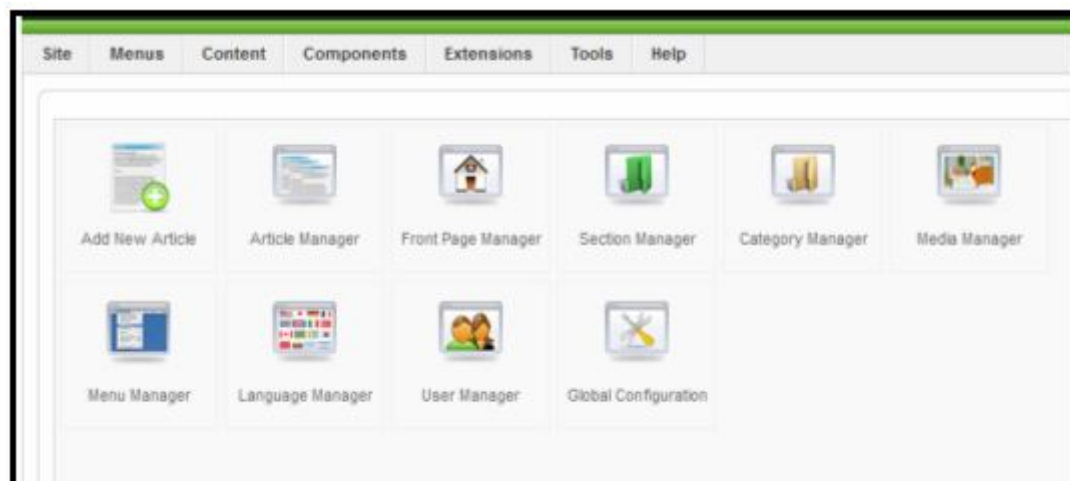 Site Menus Content Components Extensions Tools Help
Add New Article Article Manager Front Page Manager Section Manager Category Manager Media Manager
Menu Manager Language Manager User Manager Global Configuration